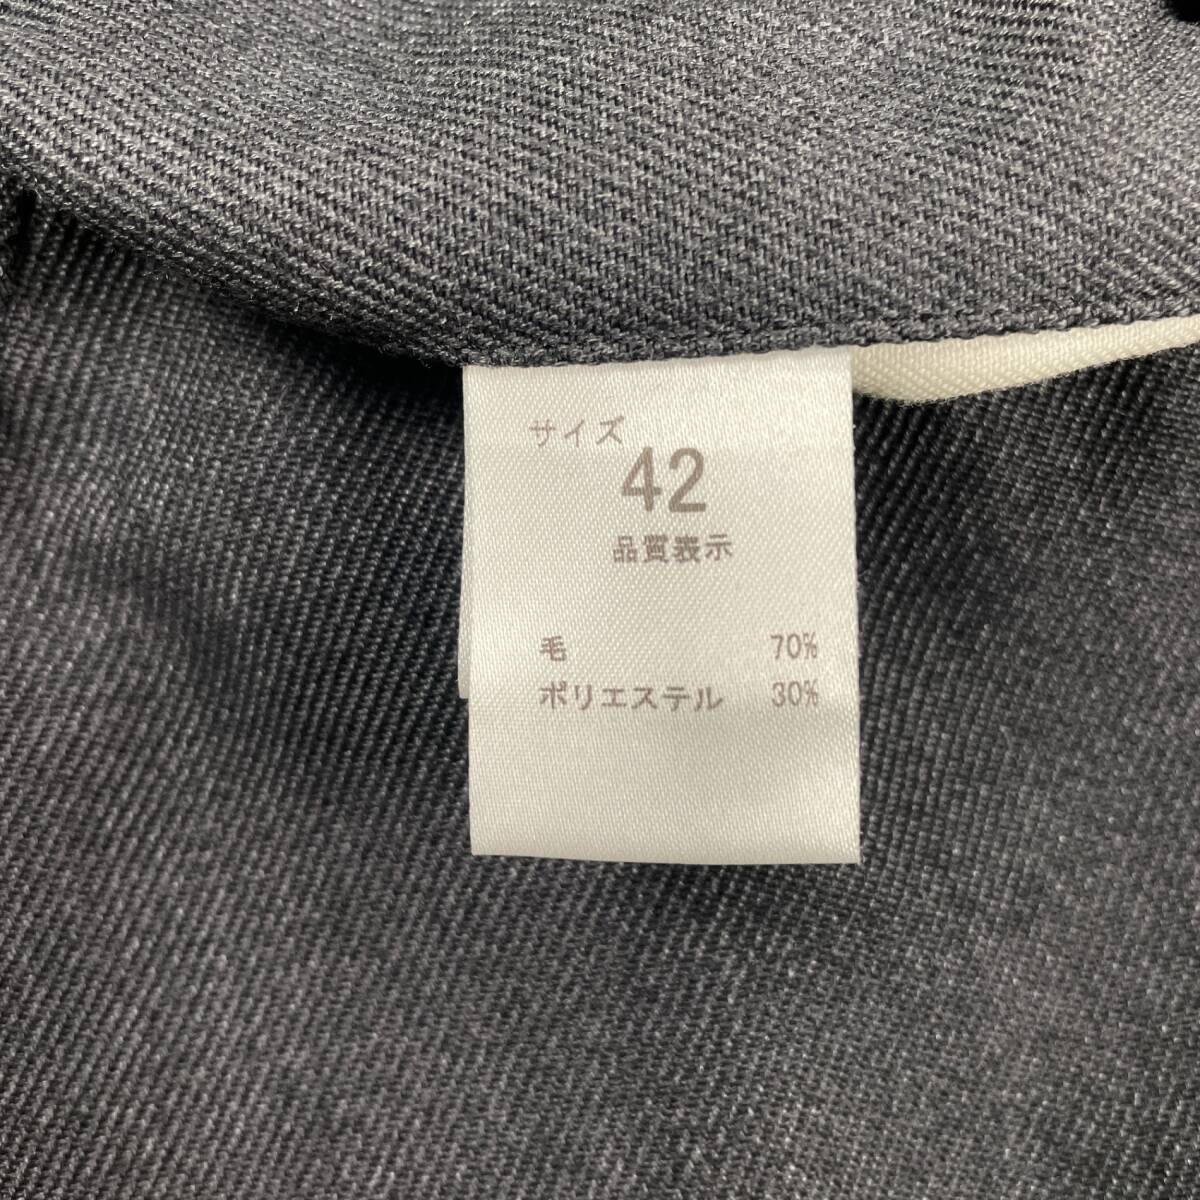 サイズ
42
品質表示
毛 70%
ポリエステル 30%